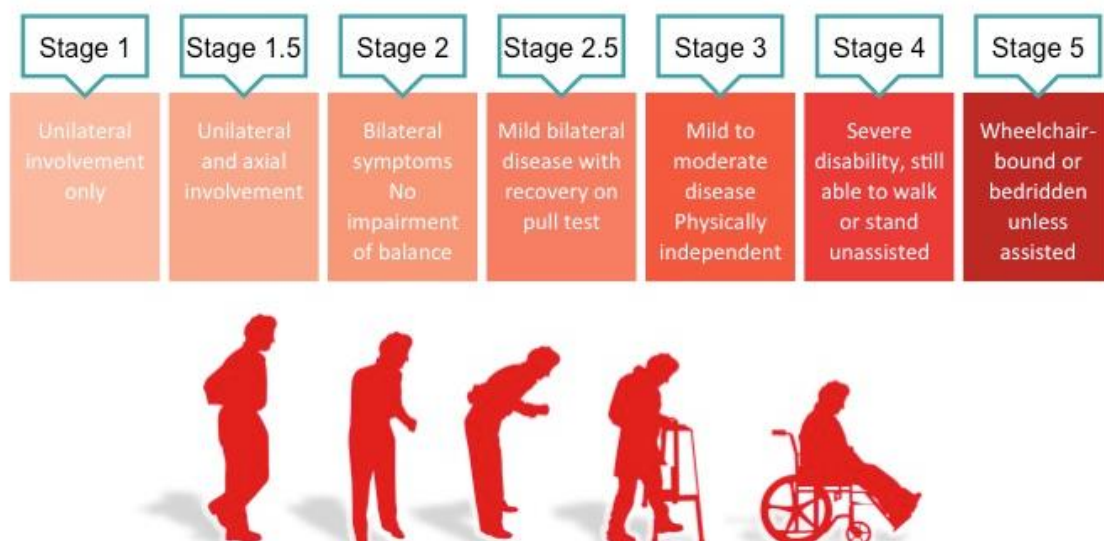 Stage 1
Unilateral
involvement
only
Stage 1.5
Unilateral
and axial
involvement
Stage 2
Bilateral
symptoms
No
impairment
of balance
Stage 2.5
Mild bilateral
disease with
recovery on
pull test
Stage 3
Mild to
moderate
disease
Physically
independent
Stage 4
Severe
disability, still
able to walk
or stand
unassisted
Stage 5
Wheelchair-
bound or
bedridden
unless
assisted